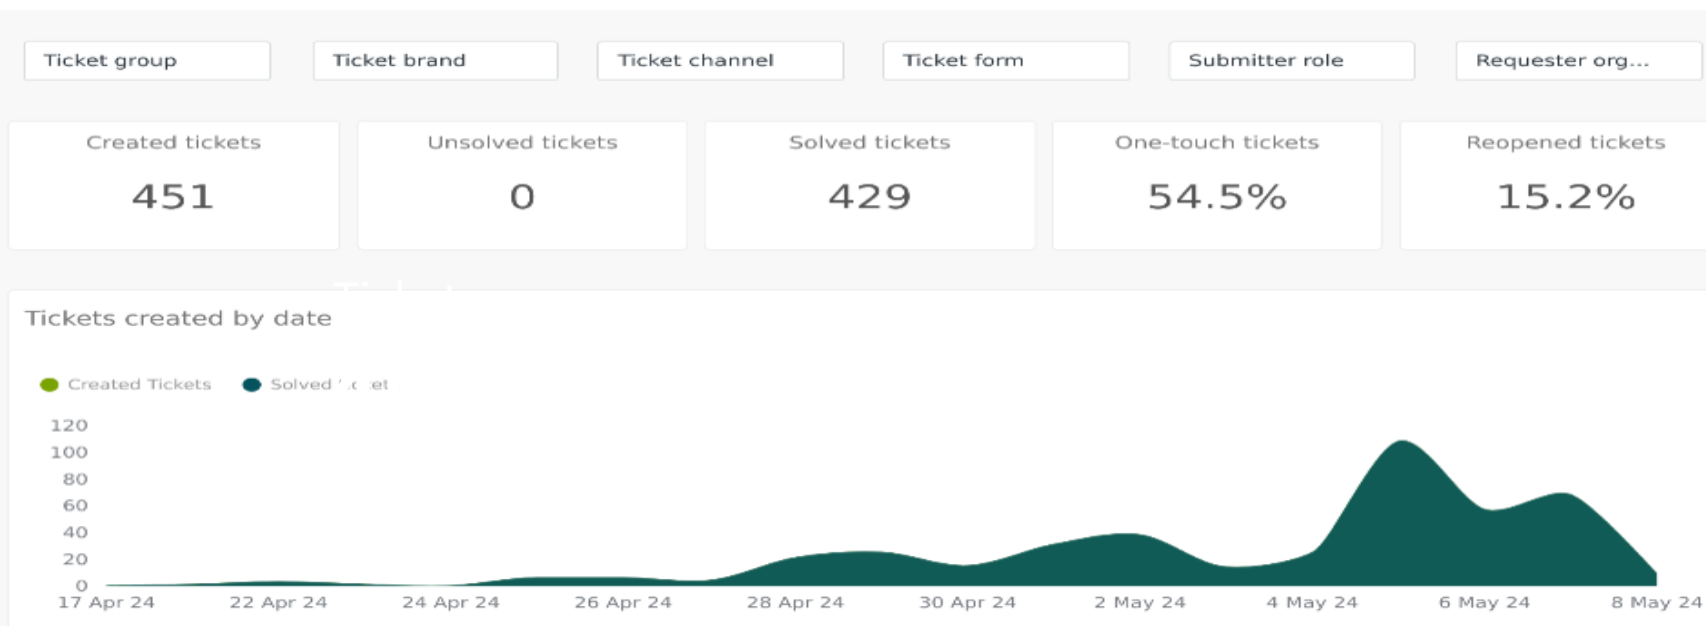 Ticket group Ticket brand Ticket channel Ticket form Submitter role Requester org...
Created tickets Unsolved tickets Solved tickets One-touch tickets Reopened tickets
451 0 429 54.5% 15.2%
Tickets created by date
Created Tickets Solved
120
100
80
60
40
20
0
17 Apr 24 22 Apr 24 24 Apr 24 26 Apr 24 28 Apr 24 30 Apr 24 2 May 24 4 May 24 6 May 24 8 May 24